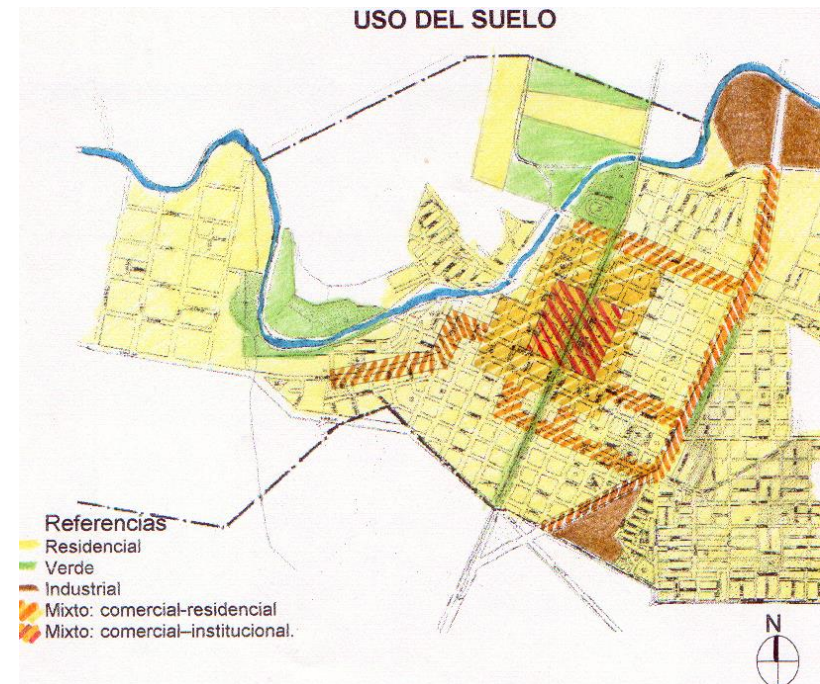 USO DEL SUELO
Referencias
Residencial
Verde
Industrial
Mixto: comercial-residencial
Mixto: comercial–institucional.
N